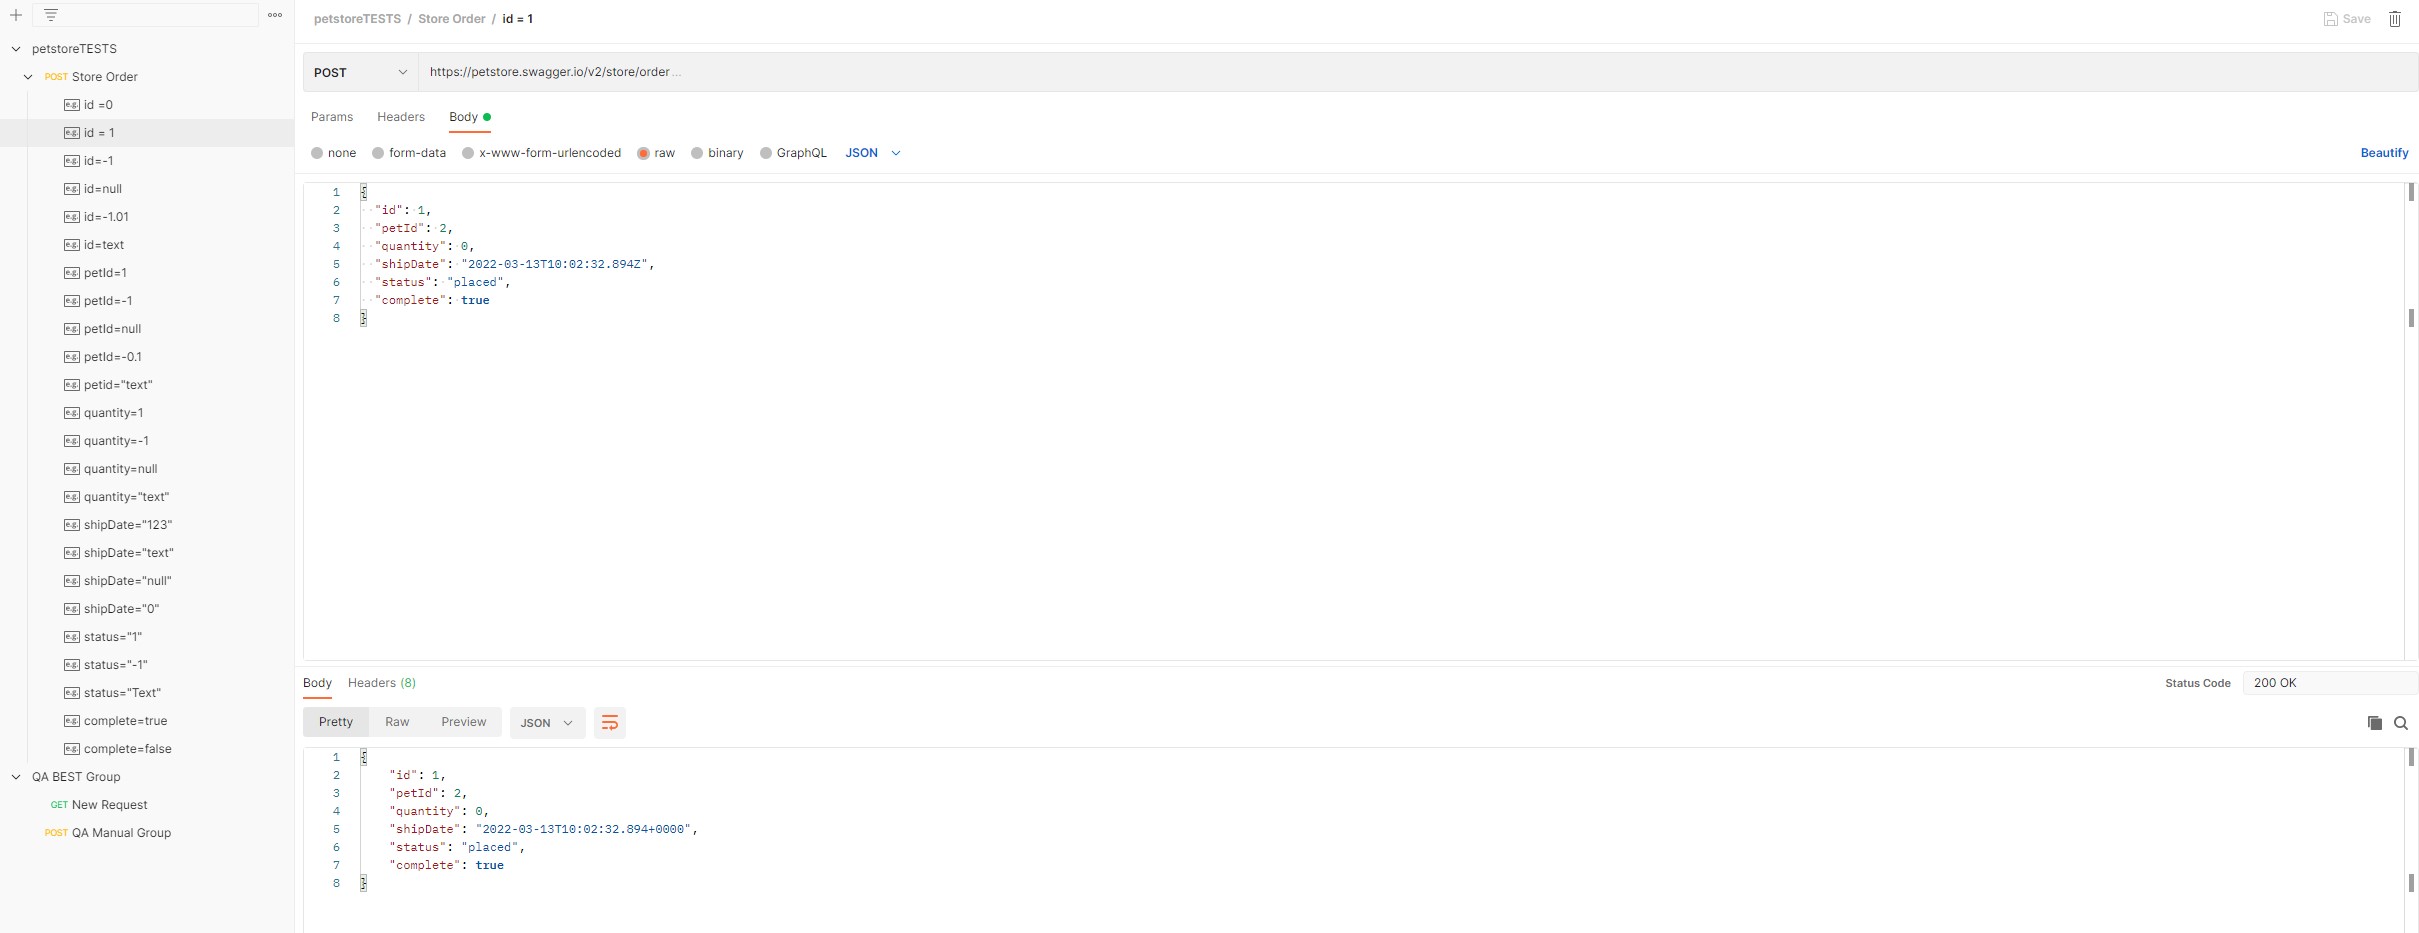 petstoreTESTS / Store Order / id = 1
Save
petstoreTESTS
POST Store Order
e.g. id =0
e.g. id = 1
e.g. id=-1
e.g. id=null
e.g. id=-1.01
e.g. id=text
e.g. petId=1
e.g. petId=-1
e.g. petId=null
e.g. petId=-0.1
e.g. petid="text"
e.g. quantity=1
e.g. quantity=-1
e.g. quantity=null
e.g. quantity="text"
e.g. shipDate="123"
e.g. shipDate="text"
e.g. shipDate="null"
e.g. shipDate="0"
e.g. status="1"
e.g. status="-1"
e.g. status="Text"
e.g. complete=true
e.g. complete=false
QA BEST Group
GET New Request
POST QA Manual Group
POST https://petstore.swagger.io/v2/store/order ...
Params Headers Body
none form-data x-www-form-urlencoded raw binary GraphQL JSON Beautify
1 {
2 "id": 1,
3 "petId": 2,
4 "quantity": 0,
5 "shipDate": "2022-03-13T10:02:32.894Z",
6 "status": "placed",
7 "complete": true
8 }
Body Headers (8) Status Code 200 OK
Pretty Raw Preview JSON
1 {
2 "id": 1,
3 "petId": 2,
4 "quantity": 0,
5 "shipDate": "2022-03-13T10:02:32.894+0000",
6 "status": "placed",
7 "complete": true
8 }